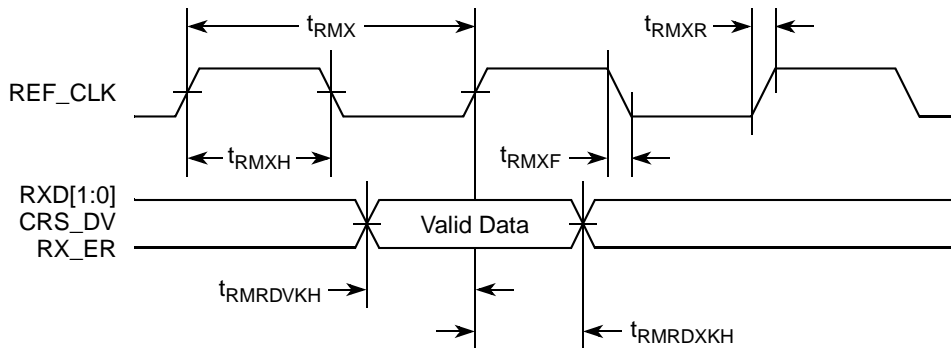 tRMX
tRMXR
REF_CLK
tRMXH
tRMXF
RXD[1:0]
CRS_DV
RX_ER
Valid Data
tRMRDVKH
tRMRDXKH